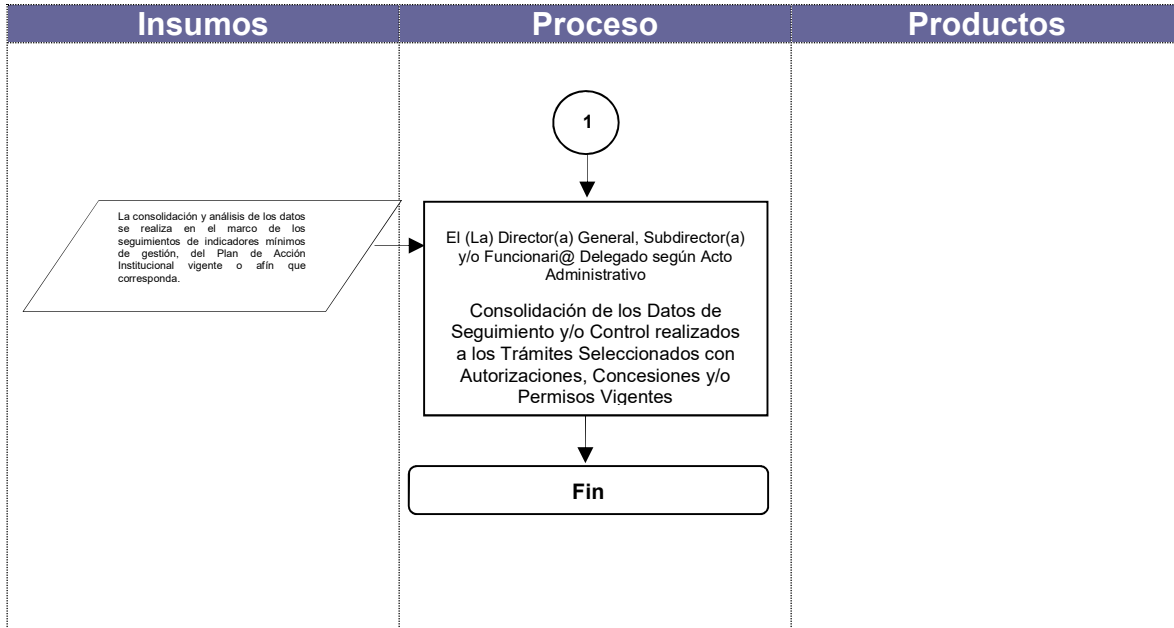 Insumos
Proceso
Productos
1
La consolidación y análisis de los datos
se realiza en el marco de los
seguimientos de indicadores mínimos
de gestión, del Plan de Acción
Institucional vigente o afín que
corresponda.
El (La) Director(a) General, Subdirector(a)
y/o Funcionari@ Delegado según Acto
Administrativo
Consolidación de los Datos de
Seguimiento y/o Control realizados
a los Trámites Seleccionados con
Autorizaciones, Concesiones y/o
Permisos Vigentes
Fin